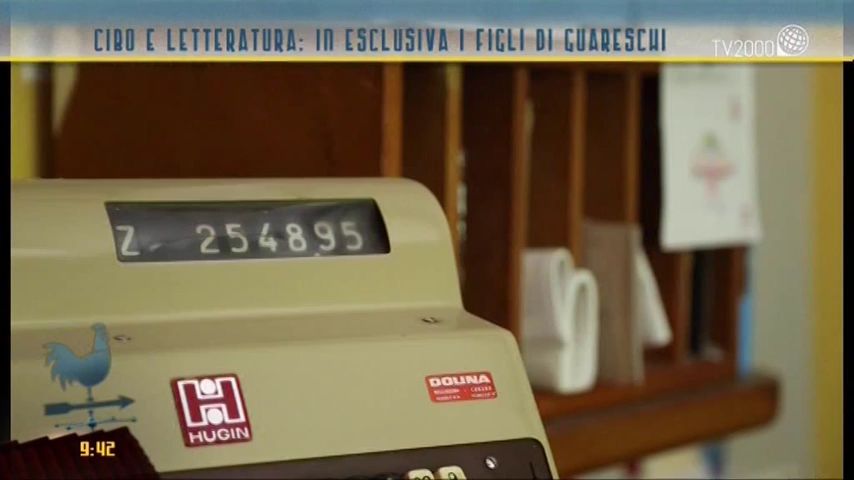 CIBO E LETTERATURA: IN ESCLUSIVA I FIGLI DI GUARESCHI
TV2000
Z 254895
DOLINA
HUGIN
9:42